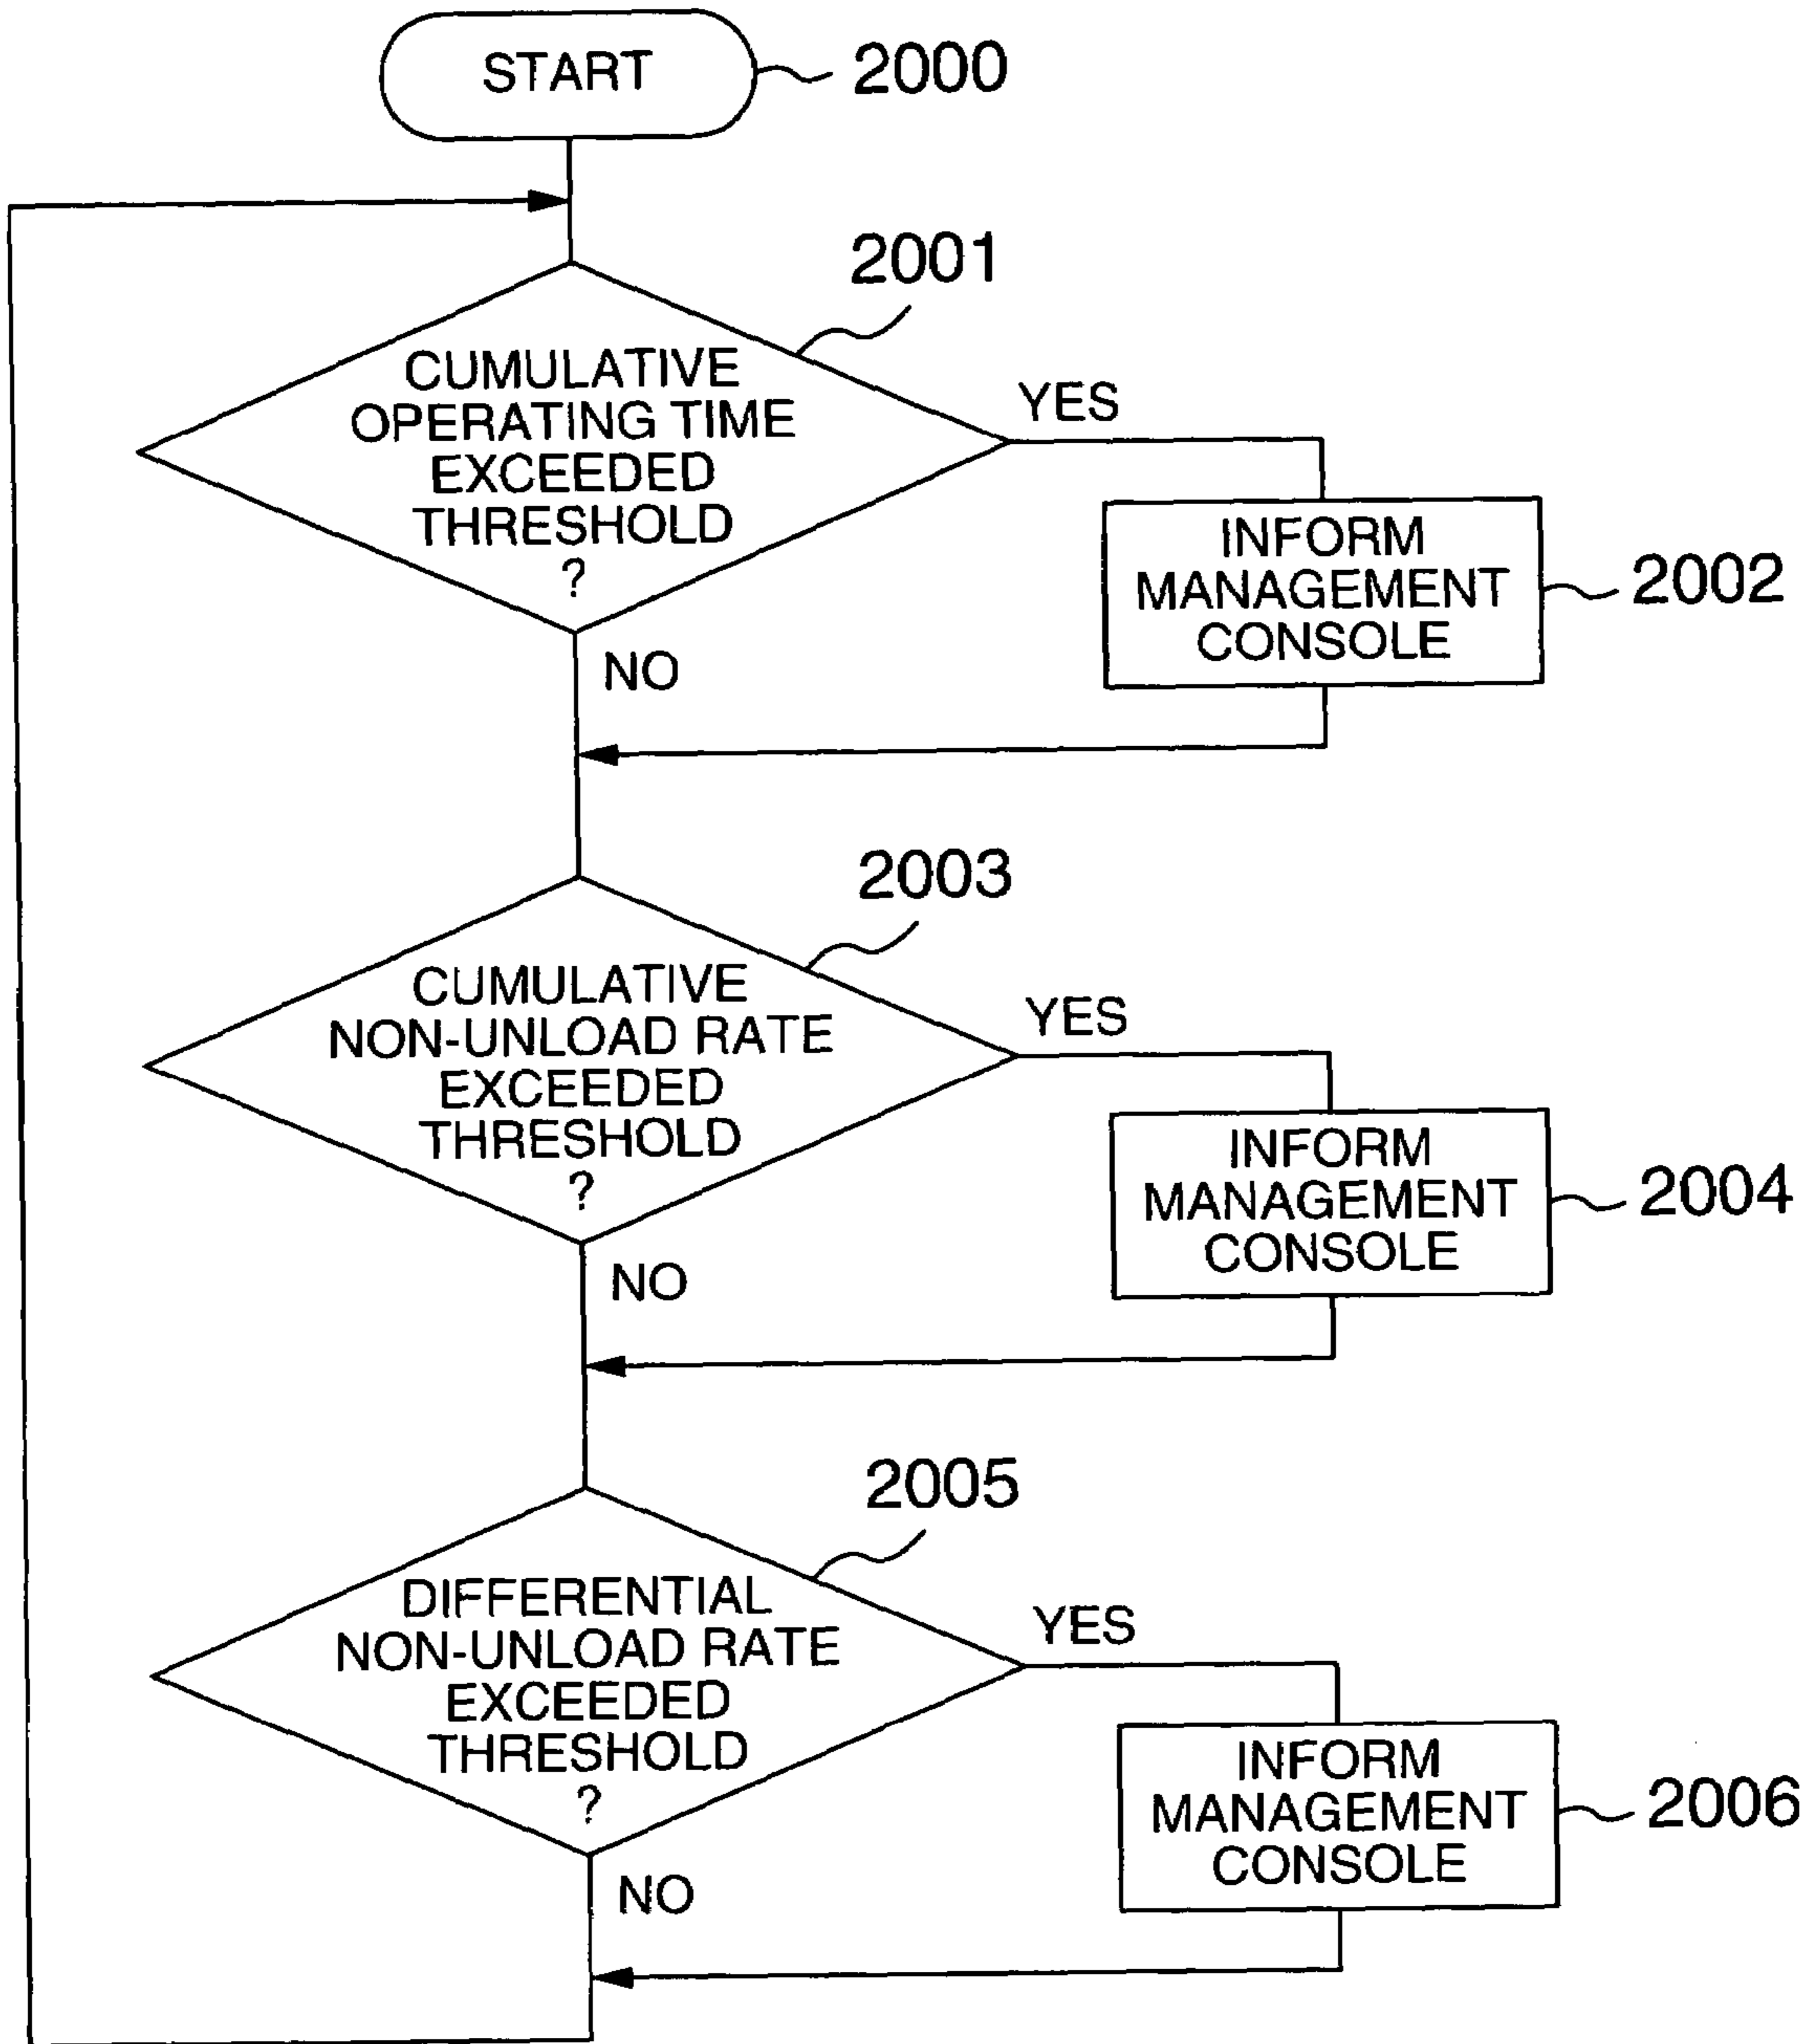 START
2000
2001
CUMULATIVE
OPERATING TIME
EXCEEDED
THRESHOLD
?
YES
INFORM
MANAGEMENT
CONSOLE
2002
NO
2003
CUMULATIVE
NON-UNLOAD RATE
EXCEEDED
THRESHOLD
?
YES
INFORM
MANAGEMENT
CONSOLE
2004
NO
2005
DIFFERENTIAL
NON-UNLOAD RATE
EXCEEDED
THRESHOLD
?
YES
INFORM
MANAGEMENT
CONSOLE
2006
NO